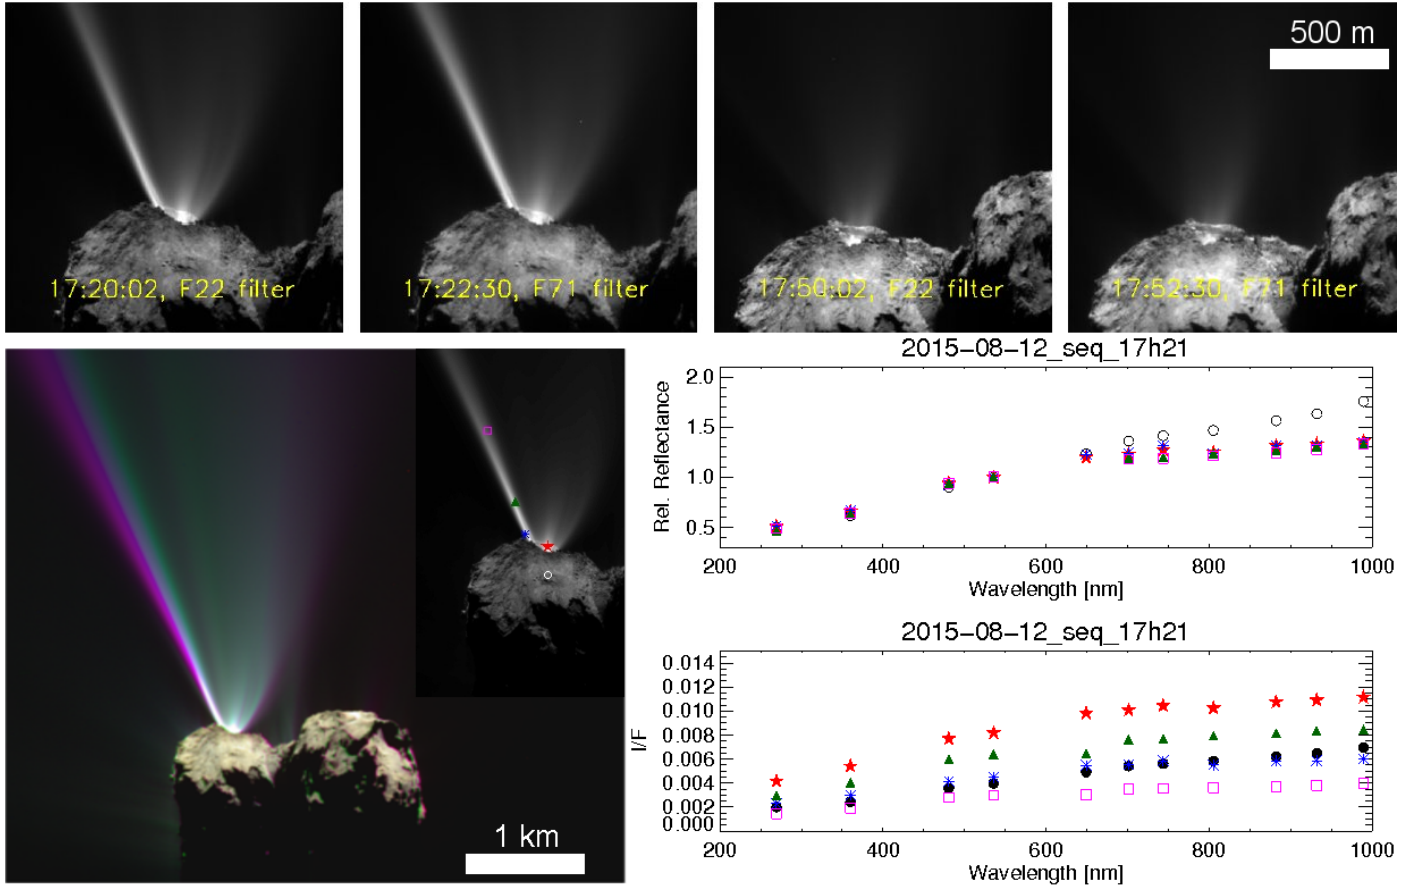 500 m
17:20:02, F22 filter
17:22:30, F71 filter
17:50:02, F22 filter
17:52:30, F71 filter
1 km
2015-08-12_seq_17h21
Rel. Reflectance
2.0
1.5
1.0
0.5
200 400 600 800 1000
Wavelength [nm]
2015-08-12_seq_17h21
I/F
0.014
0.012
0.010
0.008
0.006
0.004
0.002
0.000
200 400 600 800 1000
Wavelength [nm]